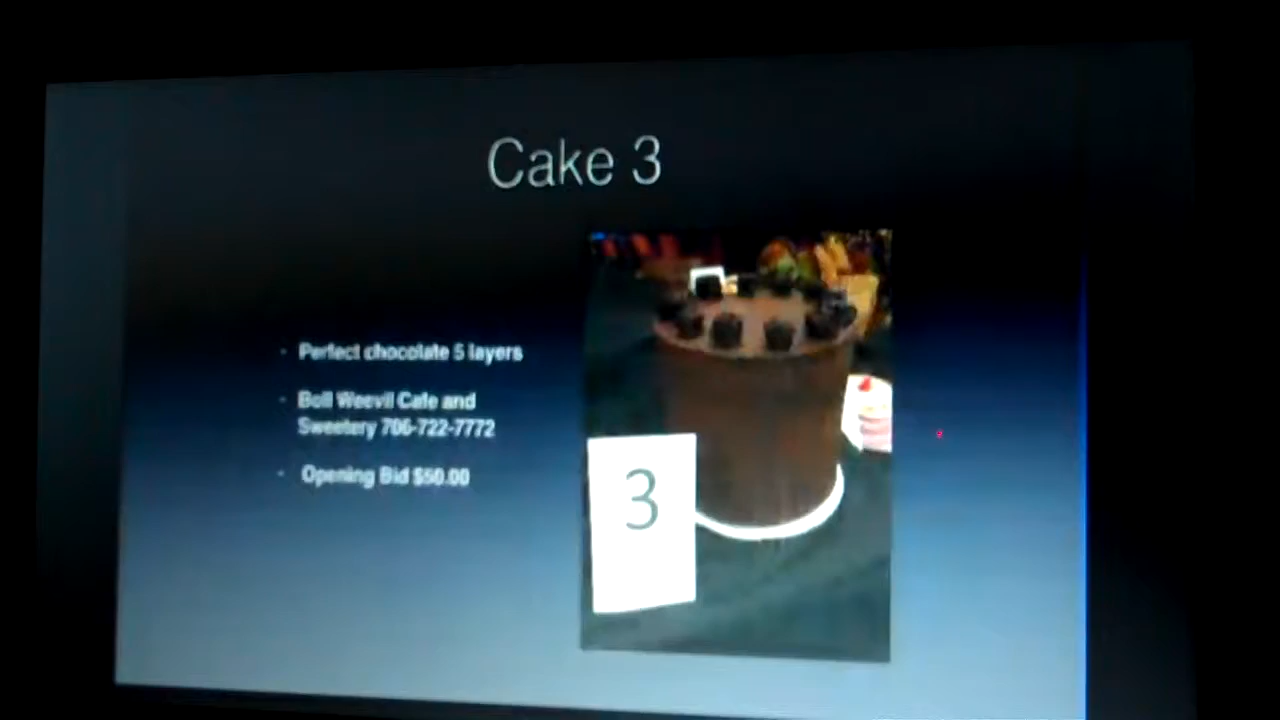 Cake 3
- Perfect chocolate 5 layers
- Boll Weevil Cafe and
Sweetery 706-722-7772
- Opening Bid $50.00
3